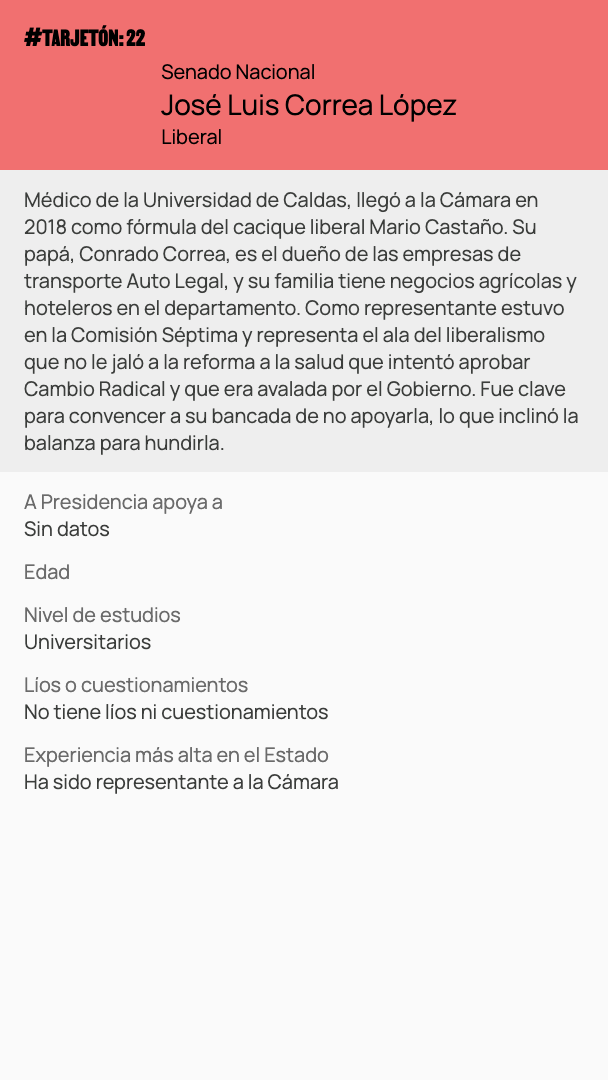 #TARJETÓN: 22
Senado Nacional
José Luis Correa López
Liberal
Médico de la Universidad de Caldas, llegó a la Cámara en
2018 como fórmula del cacique liberal Mario Castaño. Su
papá, Conrado Correa, es el dueño de las empresas de
transporte Auto Legal, y su familia tiene negocios agrícolas y
hoteleros en el departamento. Como representante estuvo
en la Comisión Séptima y representa el ala del liberalismo
que no le jaló a la reforma a la salud que intentó aprobar
Cambio Radical y que era avalada por el Gobierno. Fue clave
para convencer a su bancada de no apoyarla, lo que inclinó la
balanza para hundirla.
A Presidencia apoya a
Sin datos
Edad
Nivel de estudios
Universitarios
Líos o cuestionamientos
No tiene líos ni cuestionamientos
Experiencia más alta en el Estado
Ha sido representante a la Cámara